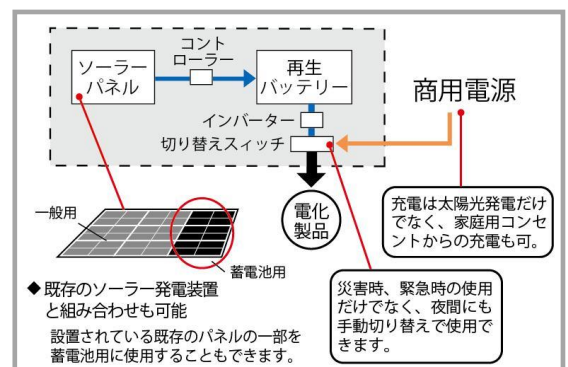 コント
ローラー
ソーラー
パネル
再生
バッテリー
商用電源
インバーター
切り替えスィッチ
電化
製品
充電は太陽光発電だけ
でなく、家庭用コンセ
ントからの充電も可。
一般用
蓄電池用
◆既存のソーラー発電装置
と組み合わせも可能
設置されている既存のパネルの一部を
蓄電池用に使用することもできます。
災害時、緊急時の使用
だけでなく、夜間にも
手動切り替えで使用で
きます。